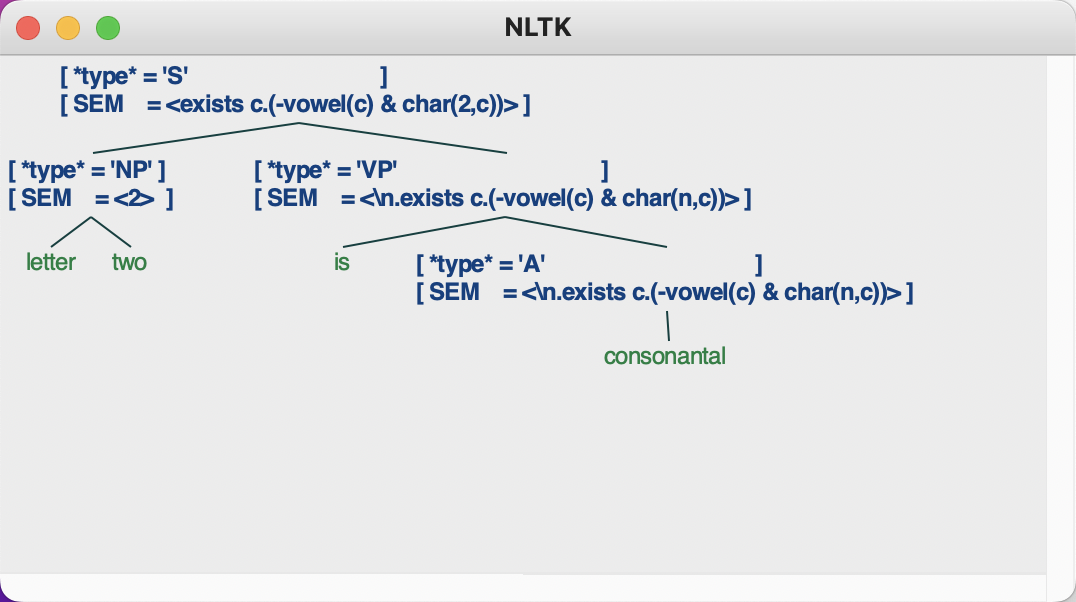 NLTK
[ *type* = 'S' ]
[ SEM = <exists c.(-vowel(c) & char(2,c))> ]
[ *type* = 'NP' ] [ *type* = 'VP' ]
[ SEM = <2> ] [ SEM = <\n.exists c.(-vowel(c) & char(n,c))> ]
letter two is [ *type* = 'A' ]
[ SEM = <\n.exists c.(-vowel(c) & char(n,c))> ]
consonantal